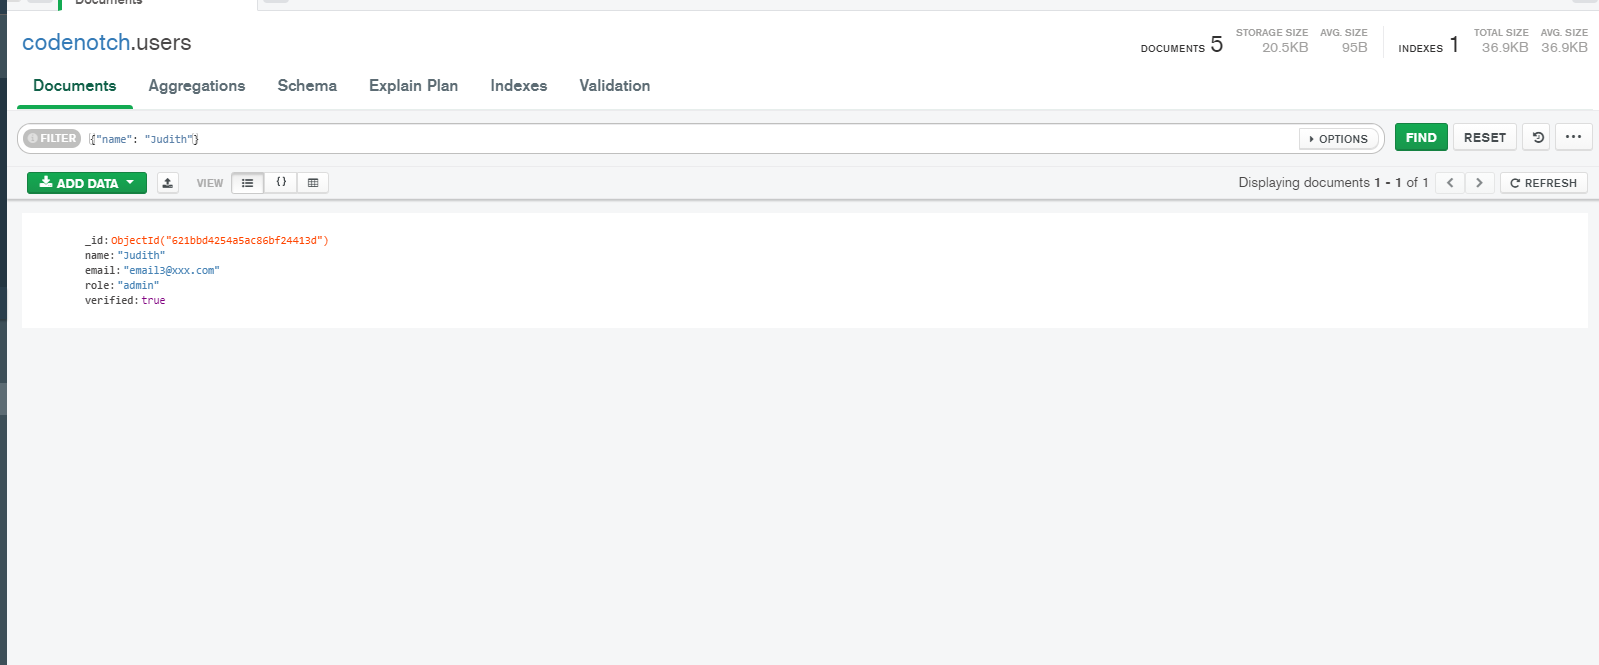 Documents
codenotch.users
DOCUMENTS 5
STORAGE SIZE
20.5KB
AVG. SIZE
95B
INDEXES 1
TOTAL SIZE
36.9KB
AVG. SIZE
36.9KB
Documents Aggregations Schema Explain Plan Indexes Validation
FILTER {"name": "Judith"} OPTIONS FIND RESET ...
ADD DATA VIEW { } Displaying documents 1 - 1 of 1 < > REFRESH
_id: ObjectId("621bbd4254a5ac86bf24413d")
name: "Judith"
email: "email3@xxx.com"
role: "admin"
verified: true